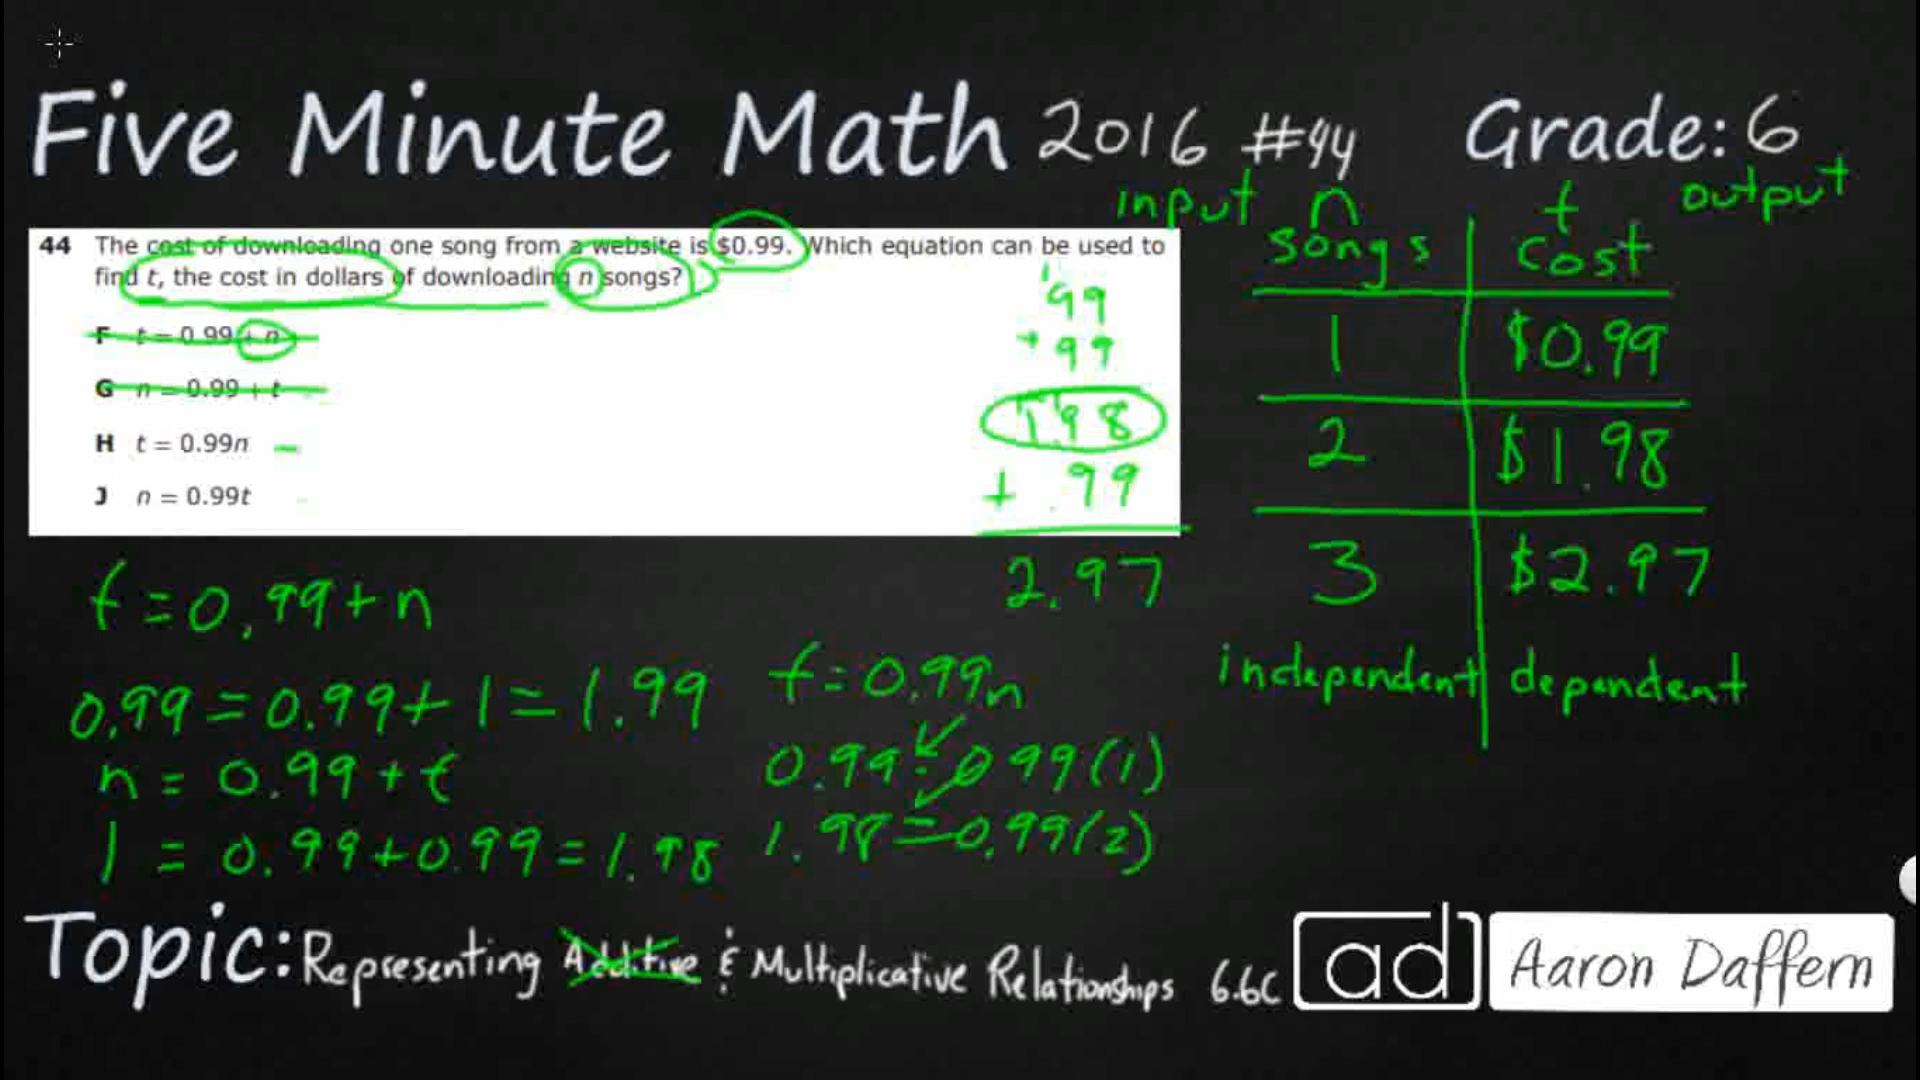 Five Minute Math 2016 #44 Grade: 6
input n t output
songs cost
1 $0.99
2 $1.98
3 $2.97
independent dependent
44 The cost of downloading one song from a website is $0.99. Which equation can be used to
find t, the cost in dollars of downloading n songs?
F t = 0.99 + n
G n = 0.99 + t
H t = 0.99n
J n = 0.99t
1
.99
+ .99
1.98
+ .99
2.97
t = 0.99 + n
0.99 = 0.99 + 1 = 1.99
n = 0.99 + t
1 = 0.99 + 0.99 = 1.98
t = 0.99n
0.99 = 0.99(1)
1.98 = 0.99(2)
Topic: Representing Additive & Multiplicative Relationships 6.6C
ad Aaron Daffern